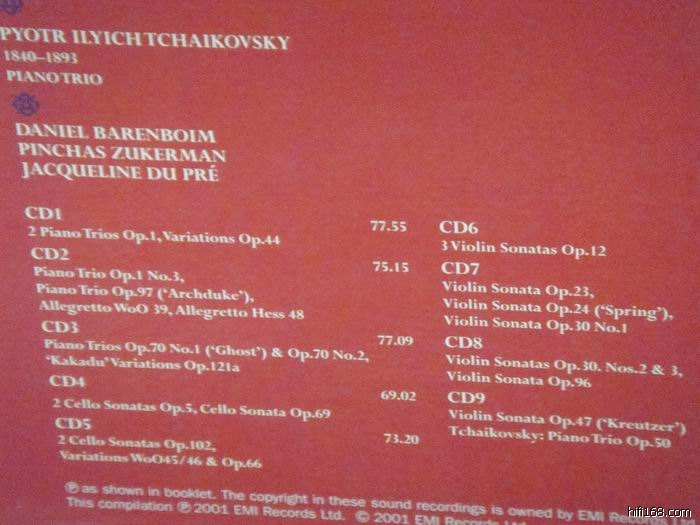 PYOTR ILYICH TCHAIKOVSKY
1840–1893
PIANO TRIO
DANIEL BARENBOIM
PINCHAS ZUKERMAN
JACQUELINE DU PRÉ
CD1 77.55
2 Piano Trios Op.1, Variations Op.44
CD2 75.15
Piano Trio Op.1 No.3,
Piano Trio Op.97 (‘Archduke’),
Allegretto WoO 39, Allegretto Hess 48
CD3 77.09
Piano Trios Op.70 No.1 (‘Ghost’) & Op.70 No.2,
‘Kakadu’ Variations Op.121a
CD4 69.02
2 Cello Sonatas Op.5, Cello Sonata Op.69
CD5 73.20
2 Cello Sonatas Op.102,
Variations WoO45/46 & Op.66
CD6
3 Violin Sonatas Op.12
CD7
Violin Sonata Op.23,
Violin Sonata Op.24 (‘Spring’),
Violin Sonata Op.30 No.1
CD8
Violin Sonatas Op.30. Nos.2 & 3,
Violin Sonata Op.96
CD9
Violin Sonata Op.47 (‘Kreutzer’)
Tchaikovsky: Piano Trio Op.50
℗ as shown in booklet. The copyright in these sound recordings is owned by EMI Records
This compilation ℗ 2001 EMI Records Ltd. © 2001 EMI Records Ltd.
hifi168.com